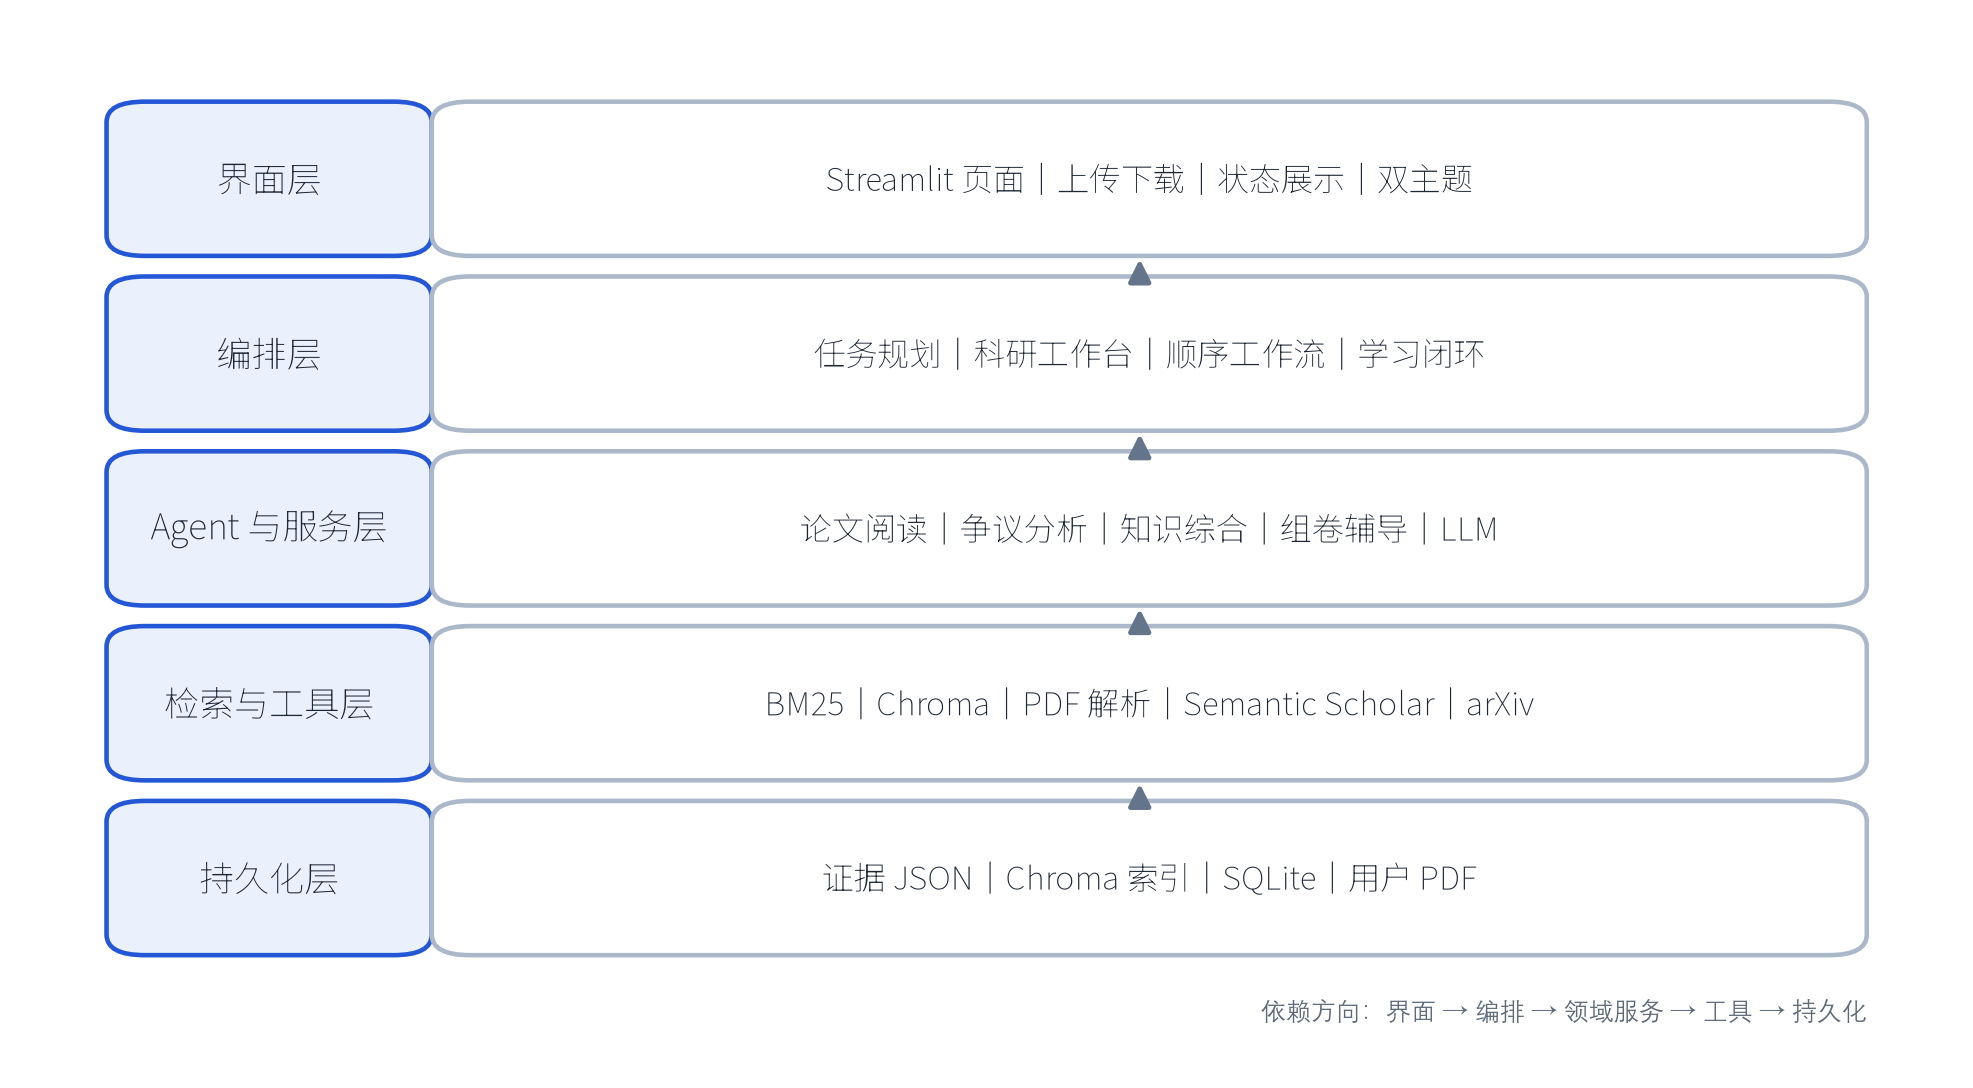 界面层
Streamlit 页面｜上传下载｜状态展示｜双主题
编排层
任务规划｜科研工作台｜顺序工作流｜学习闭环
Agent 与服务层
论文阅读｜争议分析｜知识综合｜组卷辅导｜LLM
检索与工具层
BM25｜Chroma｜PDF 解析｜Semantic Scholar｜arXiv
持久化层
证据 JSON｜Chroma 索引｜SQLite｜用户 PDF
依赖方向：界面 → 编排 → 领域服务 → 工具 → 持久化